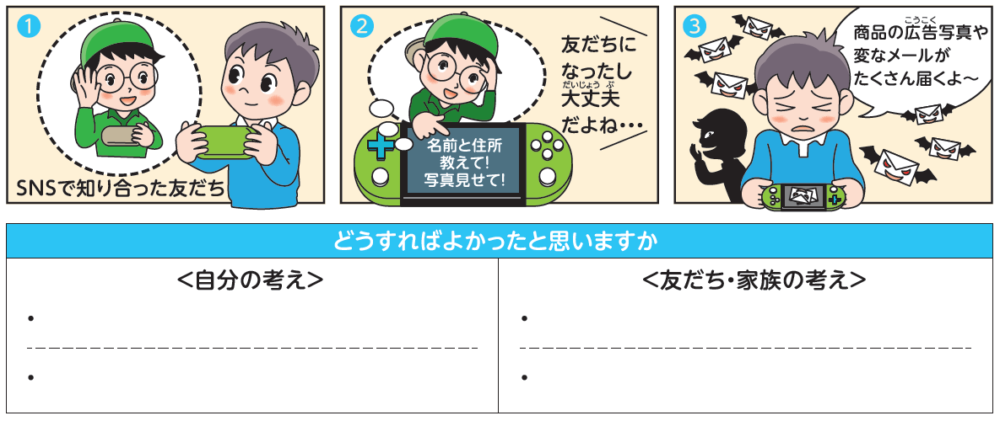 1
SNSで知り合った友だち
2
友だちに
なったし
だいじょうぶ
大丈夫
だよね・・・
名前と住所
教えて!
写真見せて!
3
こうこく
商品の広告写真や
変なメールが
たくさん届くよ～
どうすればよかったと思いますか
＜自分の考え＞
•
•
＜友だち・家族の考え＞
•
•